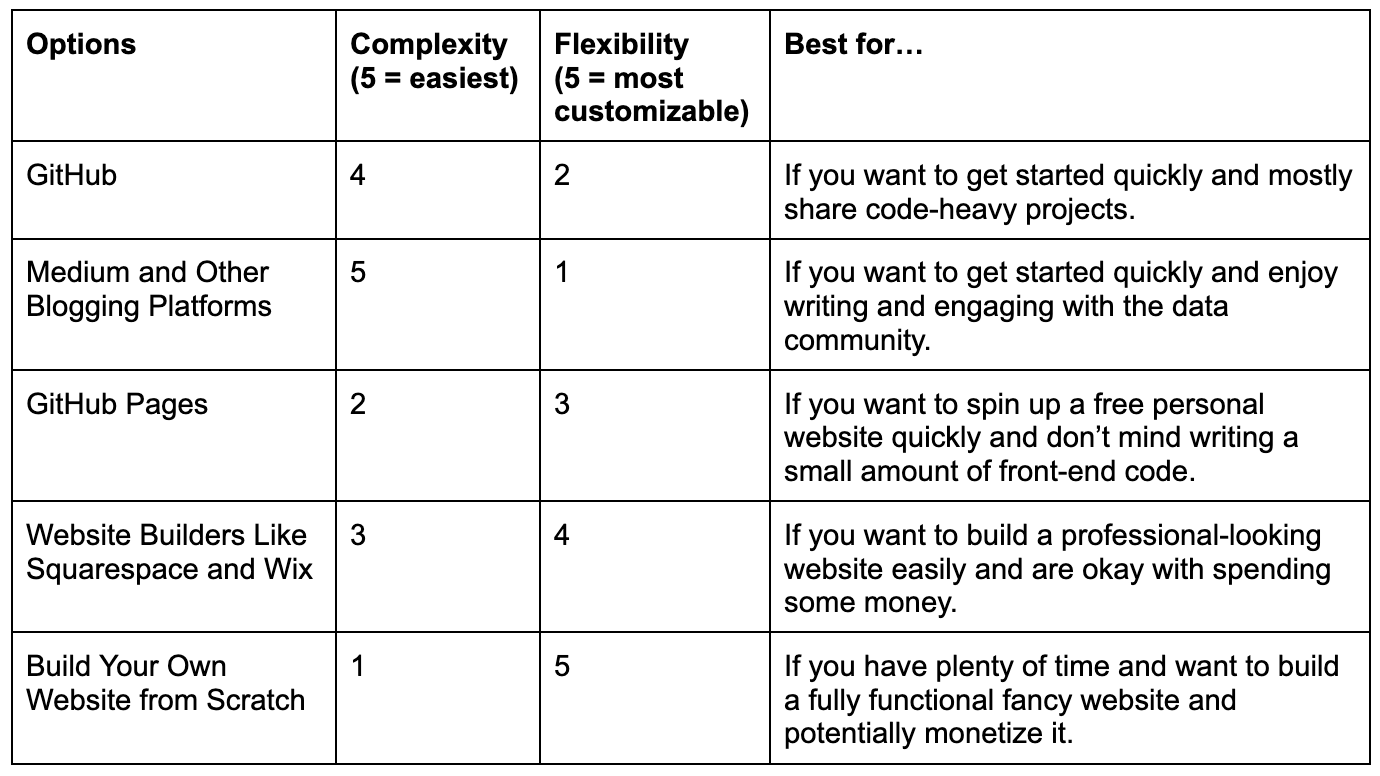 Options
Complexity
(5 = easiest)
Flexibility
(5 = most
customizable)
Best for…
GitHub
4
2
If you want to get started quickly and mostly
share code-heavy projects.
Medium and Other
Blogging Platforms
5
1
If you want to get started quickly and enjoy
writing and engaging with the data
community.
GitHub Pages
2
3
If you want to spin up a free personal
website quickly and don’t mind writing a
small amount of front-end code.
Website Builders Like
Squarespace and Wix
3
4
If you want to build a professional-looking
website easily and are okay with spending
some money.
Build Your Own
Website from Scratch
1
5
If you have plenty of time and want to build
a fully functional fancy website and
potentially monetize it.